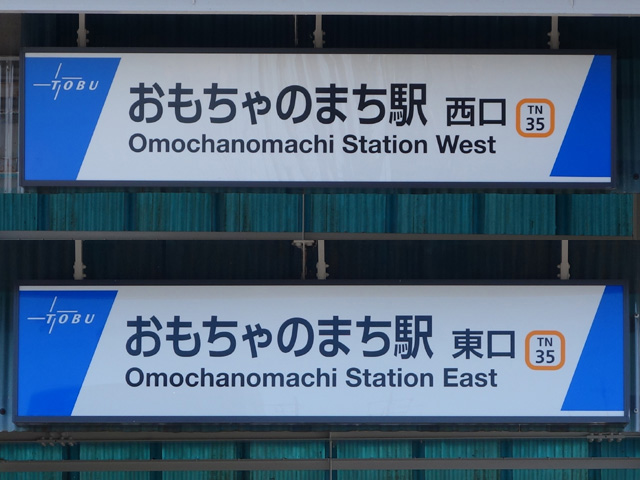 TOBU
おもちゃのまち駅 西口 TN 35
Omochanomachi Station West
TOBU
おもちゃのまち駅 東口 TN 35
Omochanomachi Station East